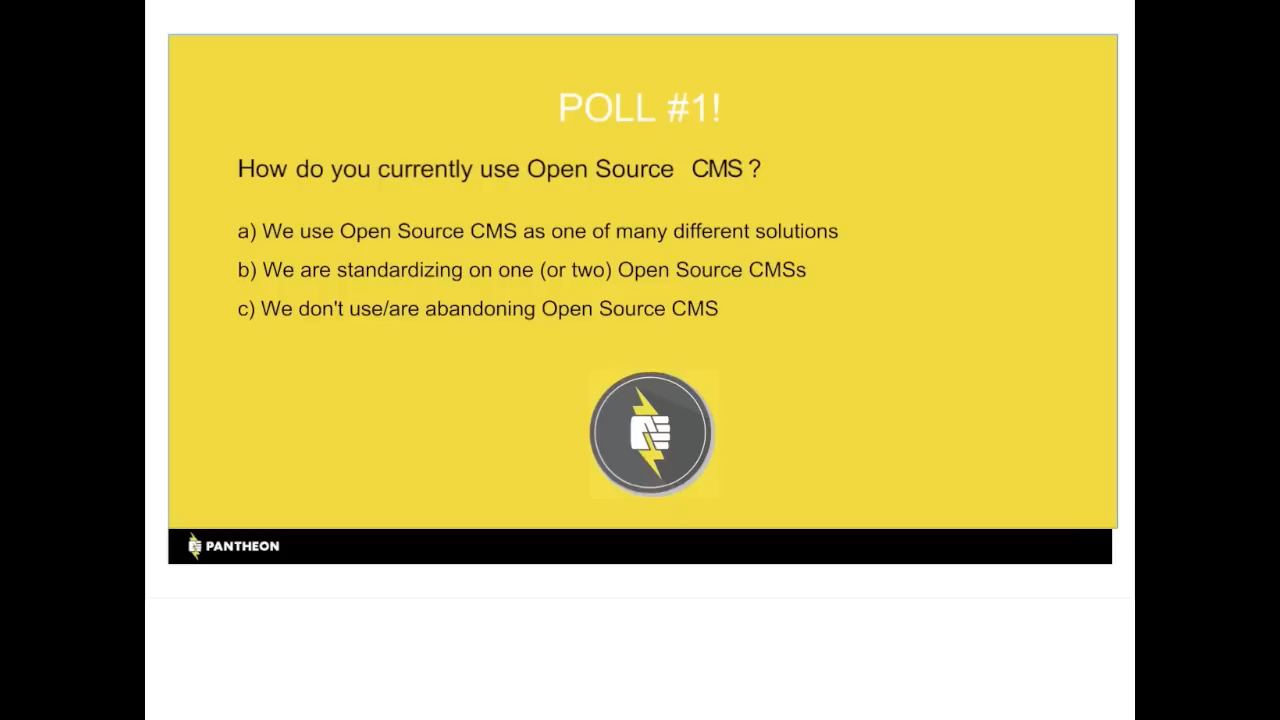 POLL #1!
How do you currently use Open Source CMS?
a) We use Open Source CMS as one of many different solutions
b) We are standardizing on one (or two) Open Source CMSs
c) We don't use/are abandoning Open Source CMS
PANTHEON